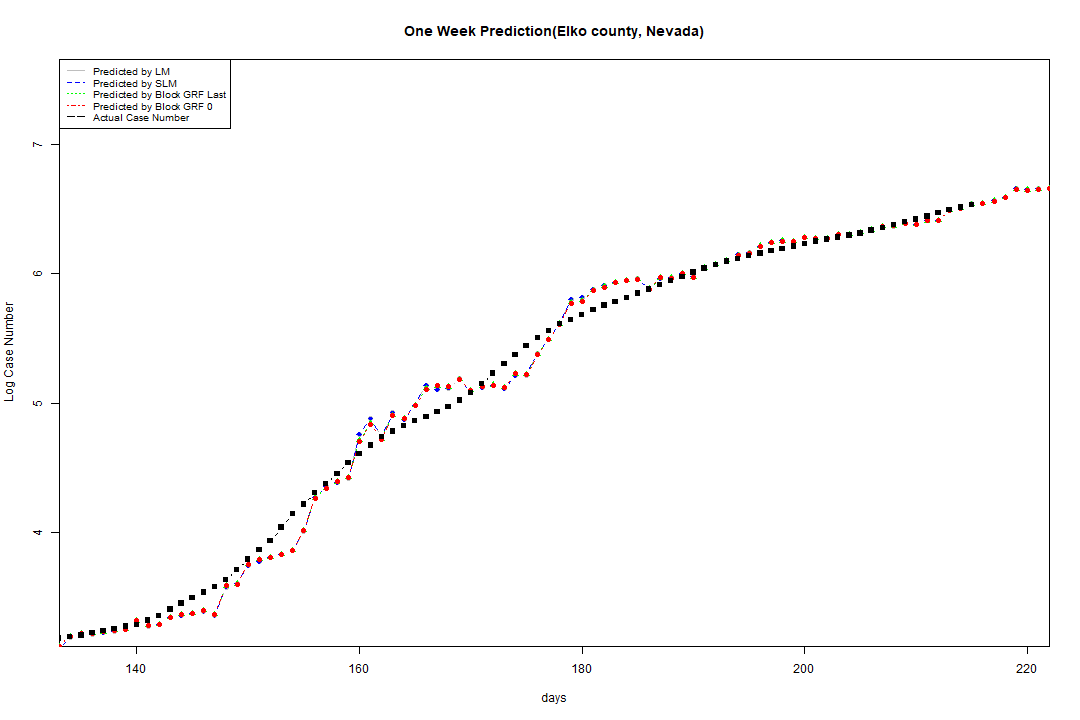 One Week Prediction(Elko county, Nevada)
Predicted by LM
Predicted by SLM
Predicted by Block GRF Last
Predicted by Block GRF 0
Actual Case Number
7
6
5
4
Log Case Number
140 160 180 200 220
days